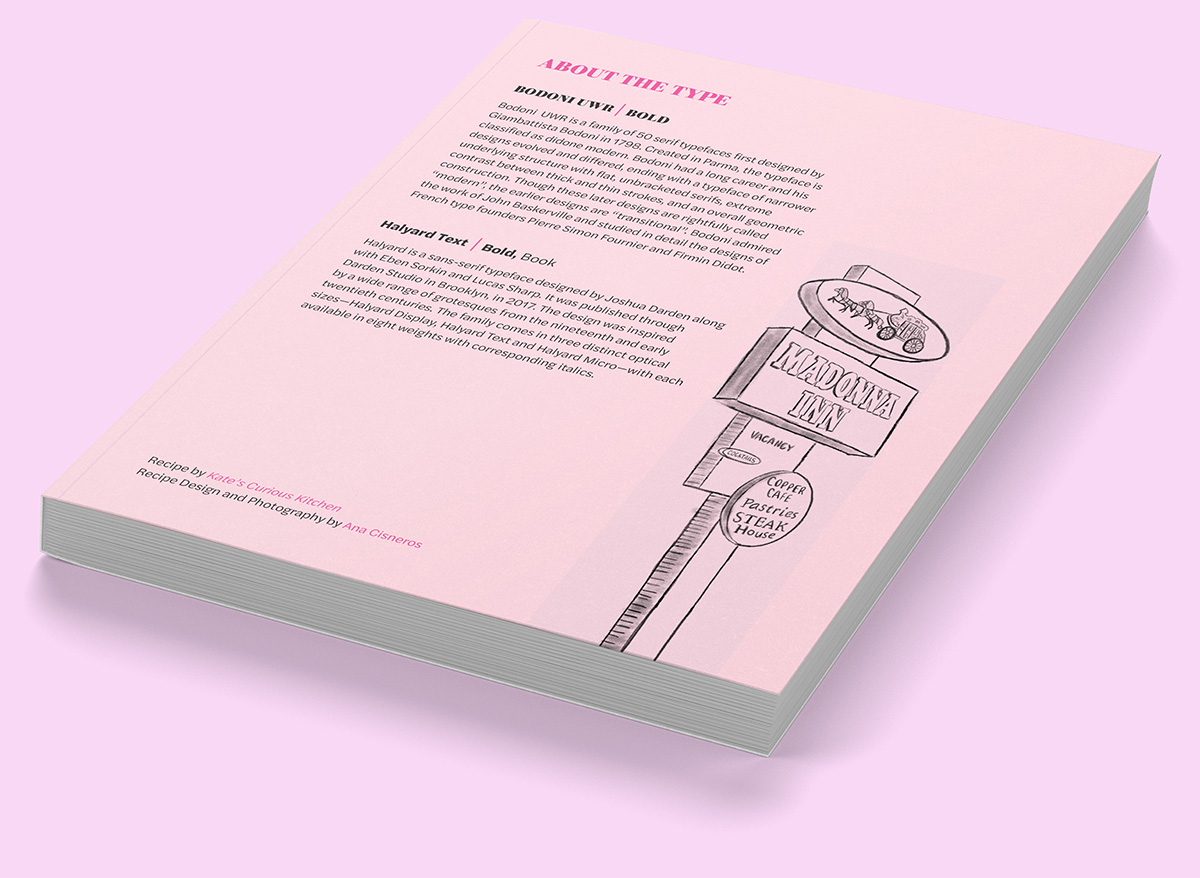 ABOUT THE TYPE
BODONI UWR | BOLD
Bodoni UWR is a family of 50 serif typefaces first designed by
Giambattista Bodoni in 1798. Created in Parma, the typeface is
classified as didone modern. Bodoni had a long career and his
designs evolved and differed, ending with a typeface of narrower
underlying structure with flat, unbracketed serifs, extreme
contrast between thick and thin strokes, and an overall geometric
construction. Though these later designs are rightfully called
“modern”, the earlier designs are “transitional”. Bodoni admired
the work of John Baskerville and studied in detail the designs of
French type founders Pierre Simon Fournier and Firmin Didot.
Halyard Text | Bold, Book
Halyard is a sans-serif typeface designed by Joshua Darden along
with Eben Sorkin and Lucas Sharp. It was published through
Darden Studio in Brooklyn, in 2017. The design was inspired
by a wide range of grotesques from the nineteenth and early
twentieth centuries. The family comes in three distinct optical
sizes—Halyard Display, Halyard Text and Halyard Micro—with each
available in eight weights with corresponding italics.
MADONNA
INN
VACANCY
COCKTAILS
COPPER
CAFE
Pastries
STEAK
House
Recipe by Kate's Curious Kitchen
Recipe Design and Photography by Ana Cisneros